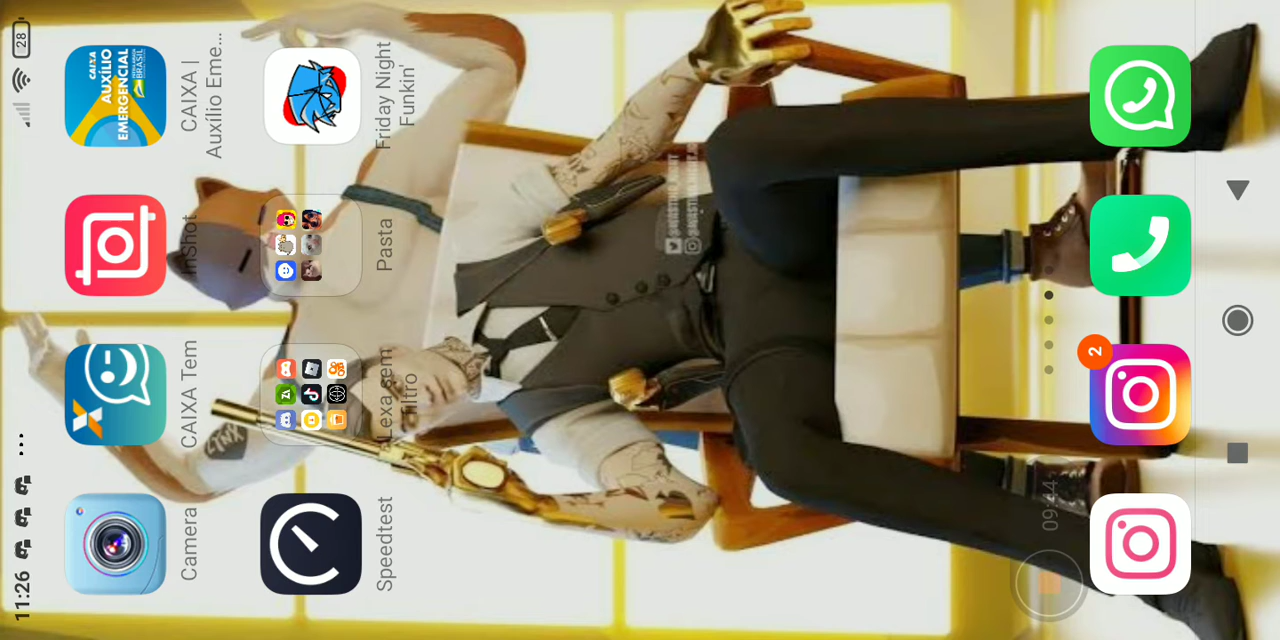 11:26
...
28
Camera
CAIXA Tem
InShot
CAIXA |
Auxílio Eme...
CAIXA
AUXÍLIO
EMERGENCIAL
Speedtest
Lexa sem
filtro
Pasta
Friday Night
Funkin'
LYNX
09:44
2